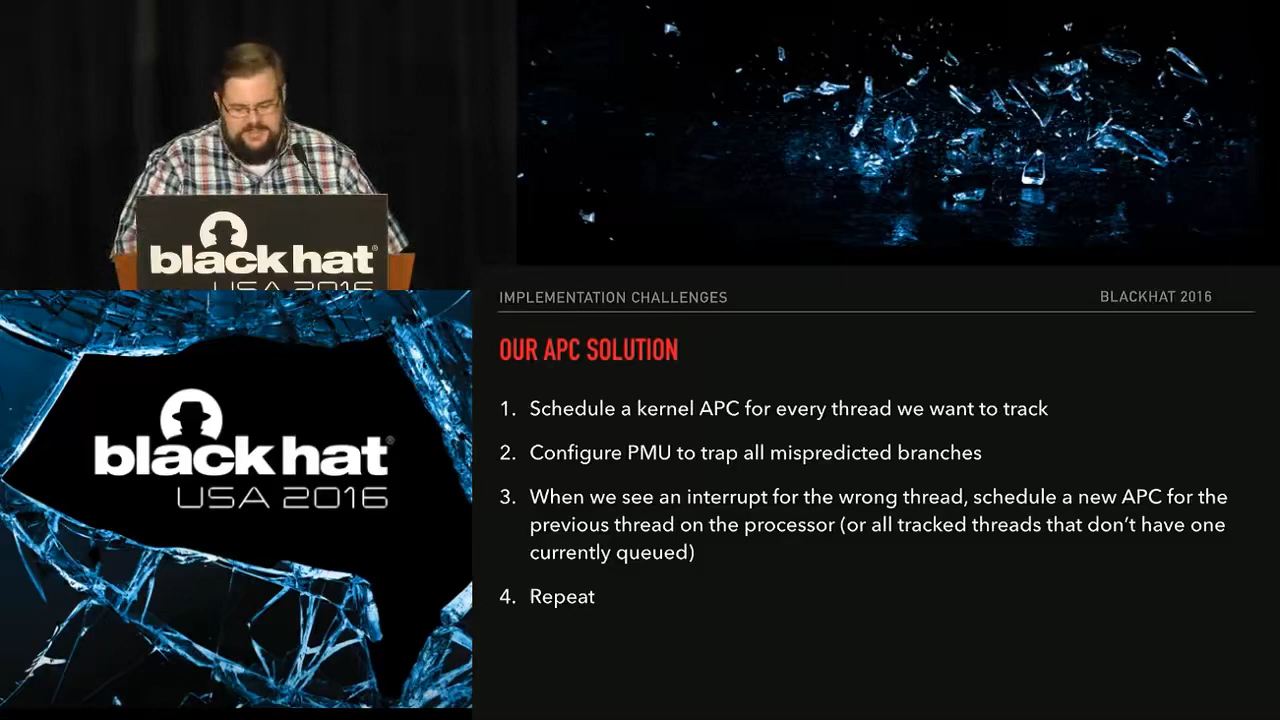 black hat®
USA 2016
black hat®
USA 2016
IMPLEMENTATION CHALLENGES
BLACKHAT 2016
OUR APC SOLUTION
1. Schedule a kernel APC for every thread we want to track
2. Configure PMU to trap all mispredicted branches
3. When we see an interrupt for the wrong thread, schedule a new APC for the
previous thread on the processor (or all tracked threads that don't have one
currently queued)
4. Repeat